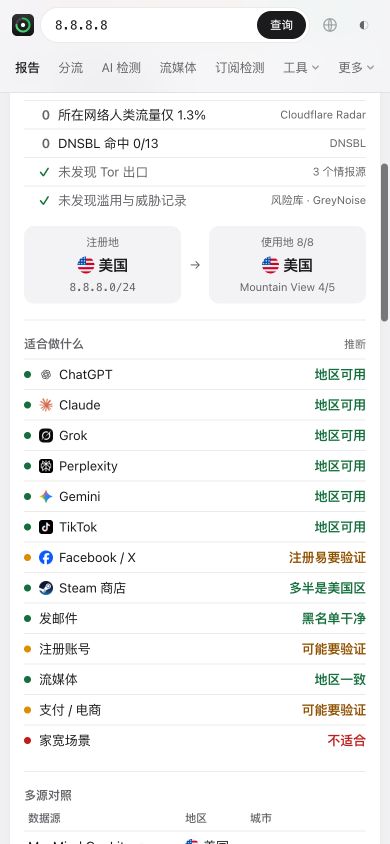 8.8.8.8 查询
报告 分流 AI 检测 流媒体 订阅检测 工具 更多
0 所在网络人类流量仅 1.3% Cloudflare Radar
0 DNSBL 命中 0/13 DNSBL
未发现 Tor 出口 3 个情报源
未发现滥用与威胁记录 风险库 · GreyNoise
注册地
美国
8.8.8.0/24
→
使用地 8/8
美国
Mountain View 4/5
适合做什么 推断
ChatGPT 地区可用
Claude 地区可用
Grok 地区可用
Perplexity 地区可用
Gemini 地区可用
TikTok 地区可用
Facebook / X 注册易要验证
Steam 商店 多半是美国区
发邮件 黑名单干净
注册账号 可能要验证
流媒体 地区一致
支付 / 电商 可能要验证
家宽场景 不适合
多源对照
数据源 地区 城市